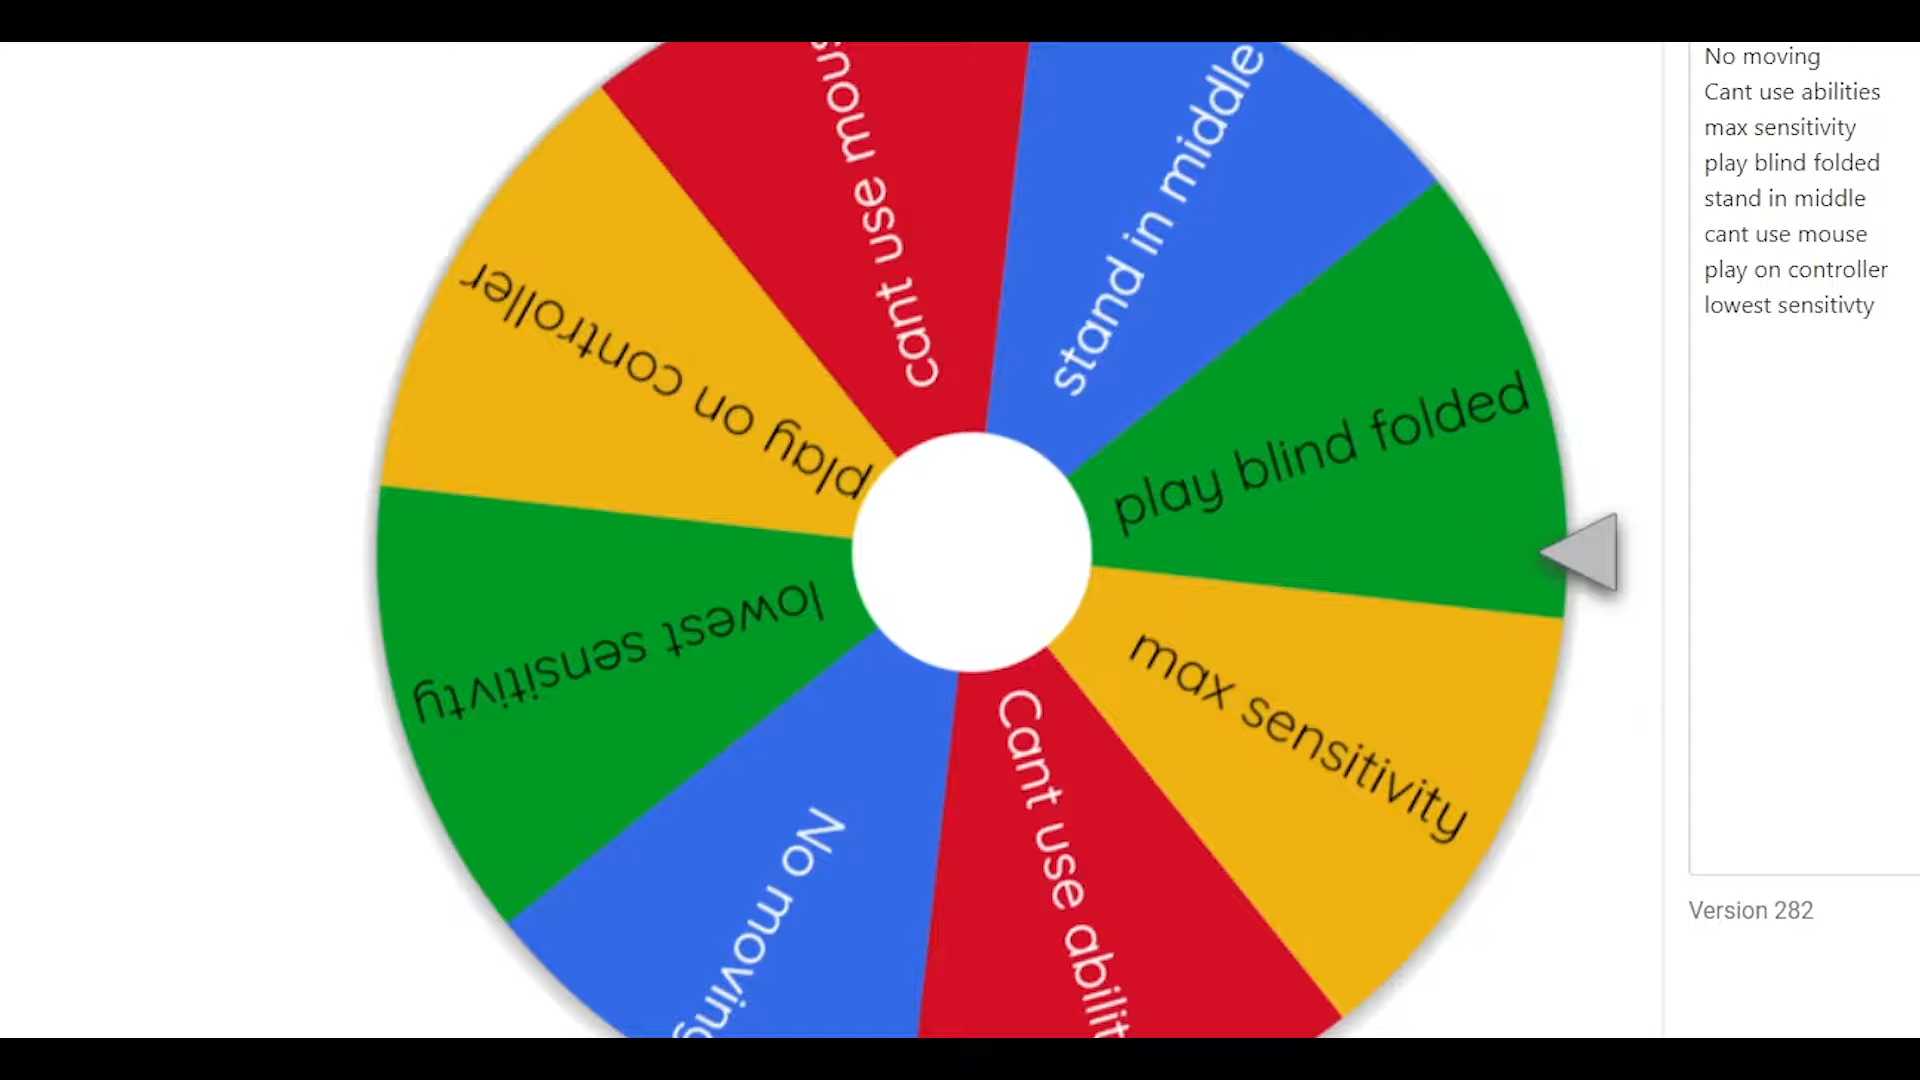 cant use mous
stand in middle
play on controller
play blind folded
lowest sensitivty
max sensitivity
No moving
Cant use abilit
No moving
Cant use abilities
max sensitivity
play blind folded
stand in middle
cant use mouse
play on controller
lowest sensitivty
Version 282